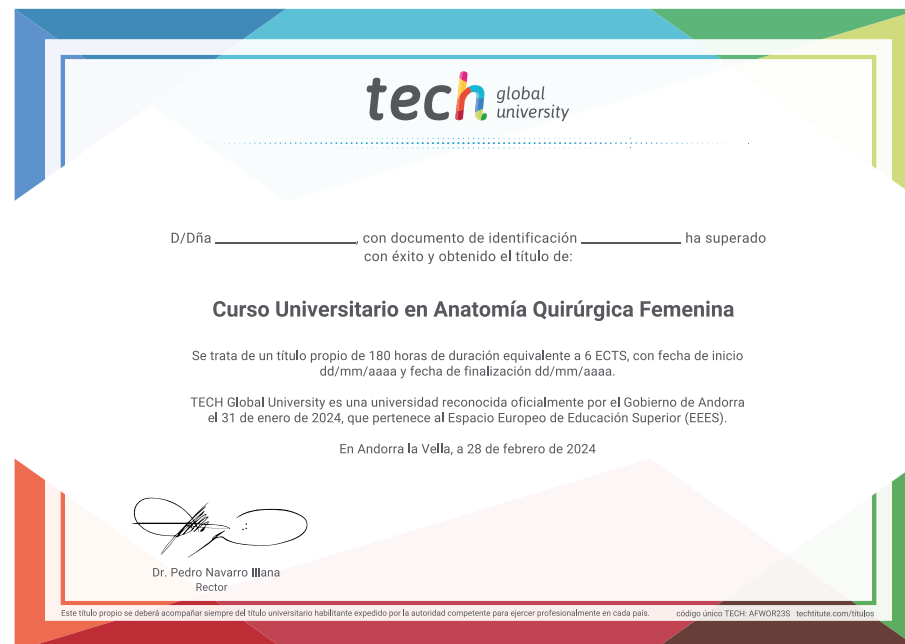 tech global university
D/Dña ____________________, con documento de identificación ______________ ha superado
con éxito y obtenido el título de:
Curso Universitario en Anatomía Quirúrgica Femenina
Se trata de un título propio de 180 horas de duración equivalente a 6 ECTS, con fecha de inicio
dd/mm/aaaa y fecha de finalización dd/mm/aaaa.
TECH Global University es una universidad reconocida oficialmente por el Gobierno de Andorra
el 31 de enero de 2024, que pertenece al Espacio Europeo de Educación Superior (EEES).
En Andorra la Vella, a 28 de febrero de 2024
Dr. Pedro Navarro Illana
Rector
Este título propio se deberá acompañar siempre del título universitario habilitante expedido por la autoridad competente para ejercer profesionalmente en cada país. código único TECH: AFWOR23S techtitute.com/titulos